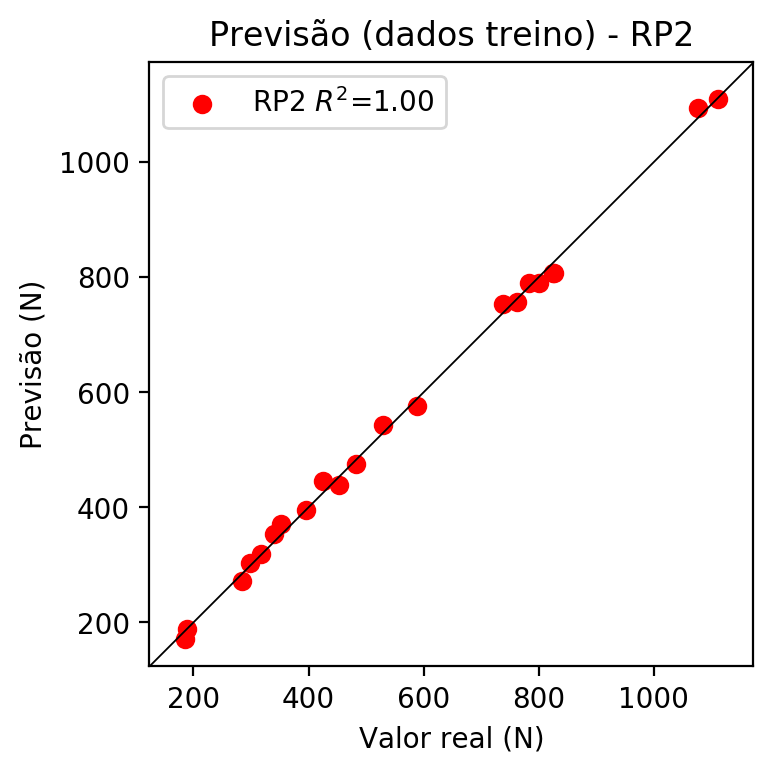 Previsão (dados treino) - RP2
RP2 $R^2$=1.00
1000
800
600
400
200
Previsão (N)
200 400 600 800 1000
Valor real (N)